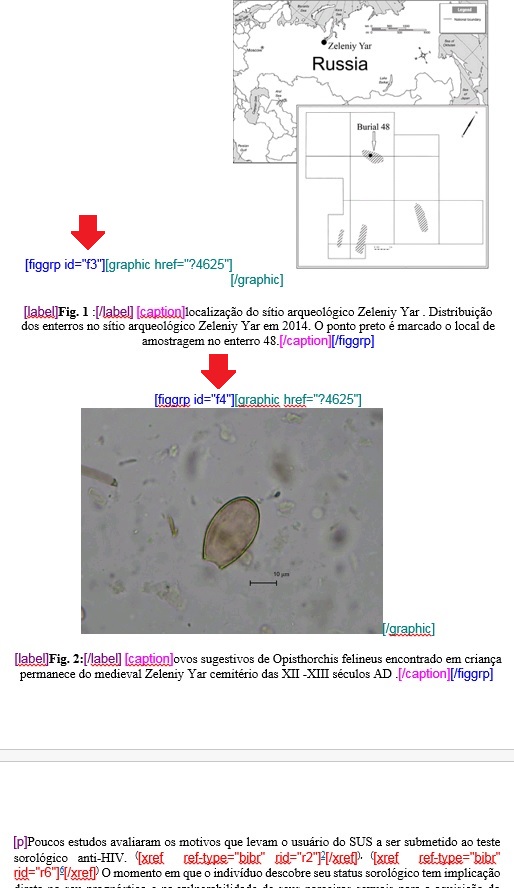 Legend
Zeleniy Yar
Moscow
Russia
Burial 48
[figgrp id="f3"][graphic href="?4625"]
[/graphic]
[label]Fig. 1 :[/label] [caption]localização do sítio arqueológico Zeleniy Yar . Distribuição
dos enterros no sítio arqueológico Zeleniy Yar em 2014. O ponto preto é marcado o local de
amostragem no enterro 48.[/caption][/figgrp]
[figgrp id="f4"][graphic href="?4625"]
10 µm
[/graphic]
[label]Fig. 2:[/label] [caption]ovos sugestivos de Opisthorchis felineus encontrado em criança
permanece do medieval Zeleniy Yar cemitério das XII -XIII séculos AD .[/caption][/figgrp]
[p]Poucos estudos avaliaram os motivos que levam o usuário do SUS a ser submetido ao teste
sorológico anti-HIV. ([xref ref-type="bibr" rid="r2"]2[/xref]), ([xref ref-type="bibr"
rid="r6"]6[/xref]) O momento em que o indivíduo descobre seu status sorológico tem implicação